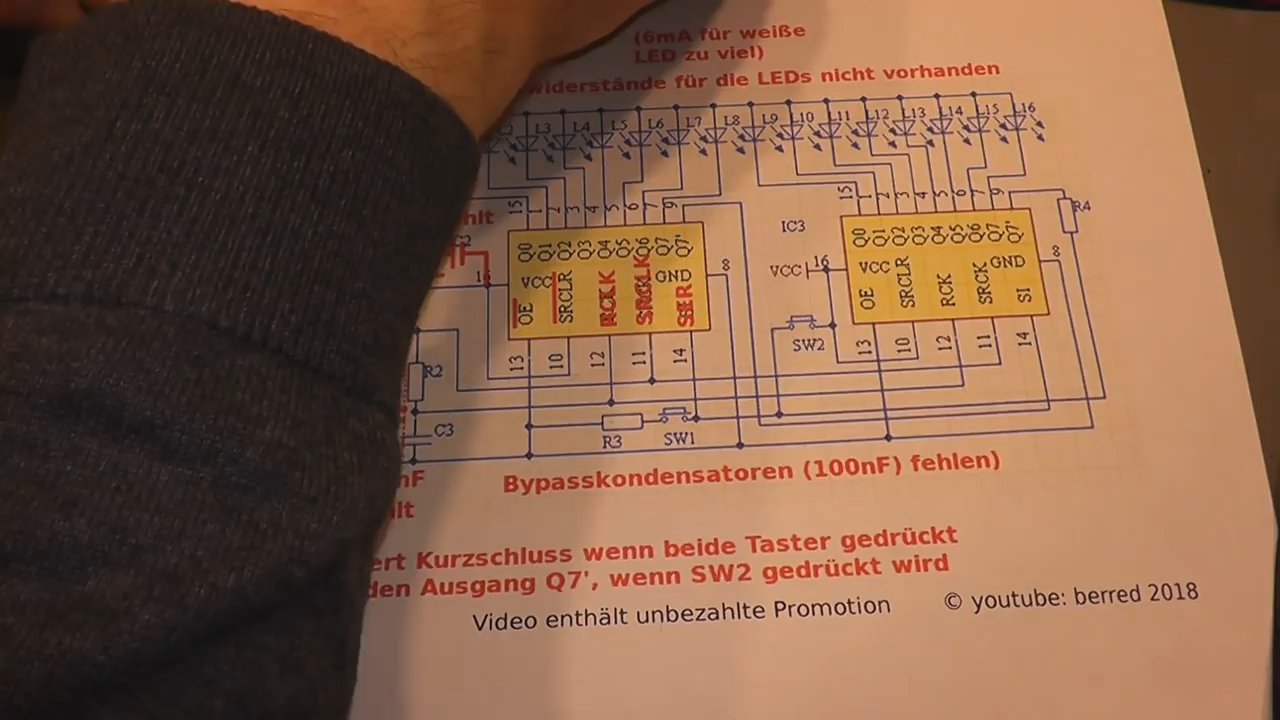 (6mA für weiße
LED zu viel)
widerstände für die LEDs nicht vorhanden
L3 L4 L5 L6 L7 L8 L9 L10 L11 L12 L13 L14 L15 L16
15 1 2 3 4 5 6 7 9
15 1 2 3 4 5 6 7 9
R4
hlt
IC3
C2
Q0 Q1 Q2 Q3 Q4 Q5 Q6 Q7 Q7'
Q0 Q1 Q2 Q3 Q4 Q5 Q6 Q7 Q7'
16 VCC GND 8
VCC 16 VCC GND 8
OE SRCLR RCLK SRCLK SER
OE SRCLR RCK SRCK SI
SW2
13 10 12 11 14
13 10 12 11 14
R2
C3
R3 SW1
nF
Bypasskondensatoren (100nF) fehlen)
lt
ert Kurzschluss wenn beide Taster gedrückt
den Ausgang Q7', wenn SW2 gedrückt wird
Video enthält unbezahlte Promotion
© youtube: berred 2018